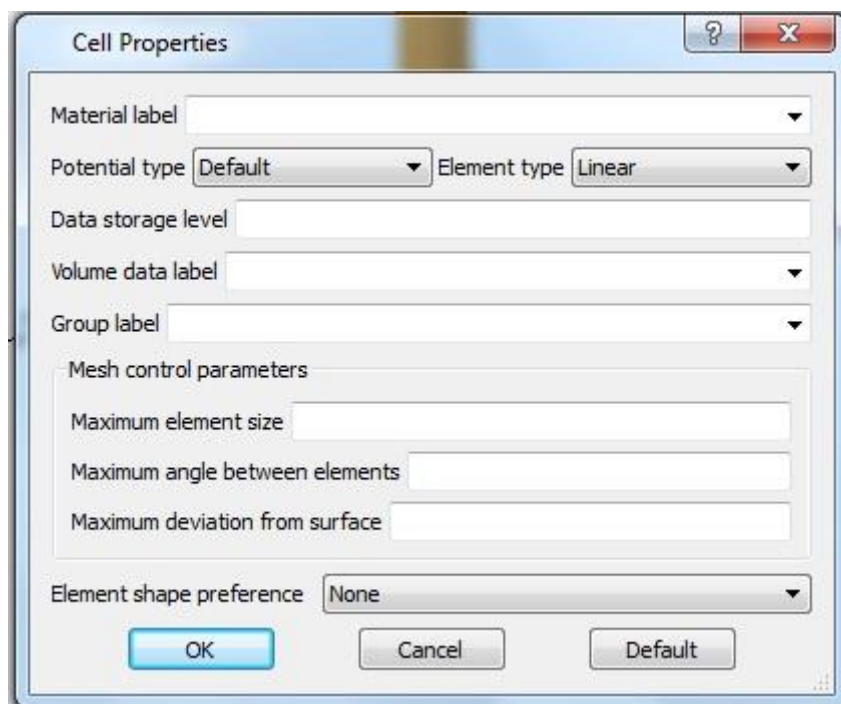 Cell Properties
Material label
Potential type Default Element type Linear
Data storage level
Volume data label
Group label
Mesh control parameters
Maximum element size
Maximum angle between elements
Maximum deviation from surface
Element shape preference None
OK Cancel Default